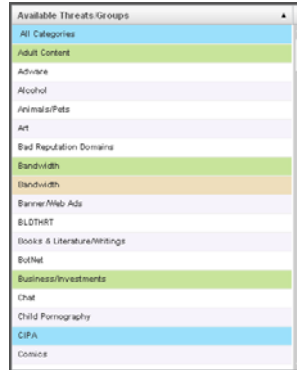 Available Threats/Groups
All Categories
Adult Content
Adware
Alcohol
Animals/Pets
Art
Bad Reputation Domains
Bandwidth
Bandwidth
Banner/Web Ads
BLDTHRT
Books & Literature/Writings
BotNet
Business/Investments
Chat
Child Pornography
CIPA
Comics